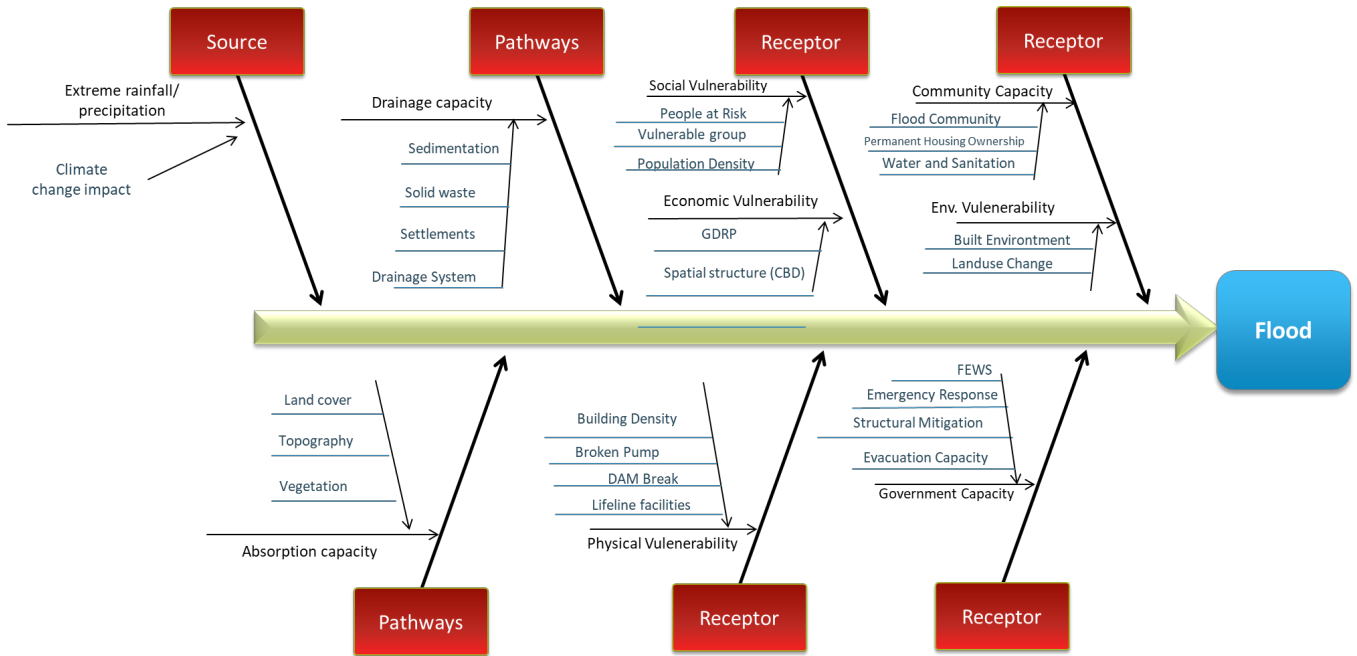 Source
Pathways
Receptor
Receptor
Extreme rainfall/
precipitation
Climate
change impact
Drainage capacity
Sedimentation
Solid waste
Settlements
Drainage System
Social Vulnerability
People at Risk
Vulnerable group
Population Density
Economic Vulnerability
GDRP
Spatial structure (CBD)
Community Capacity
Flood Community
Permanent Housing Ownership
Water and Sanitation
Env. Vulenerability
Built Environtment
Landuse Change
Flood
Land cover
Topography
Vegetation
Absorption capacity
Building Density
Broken Pump
DAM Break
Lifeline facilities
Physical Vulenerability
FEWS
Emergency Response
Structural Mitigation
Evacuation Capacity
Government Capacity
Pathways
Receptor
Receptor